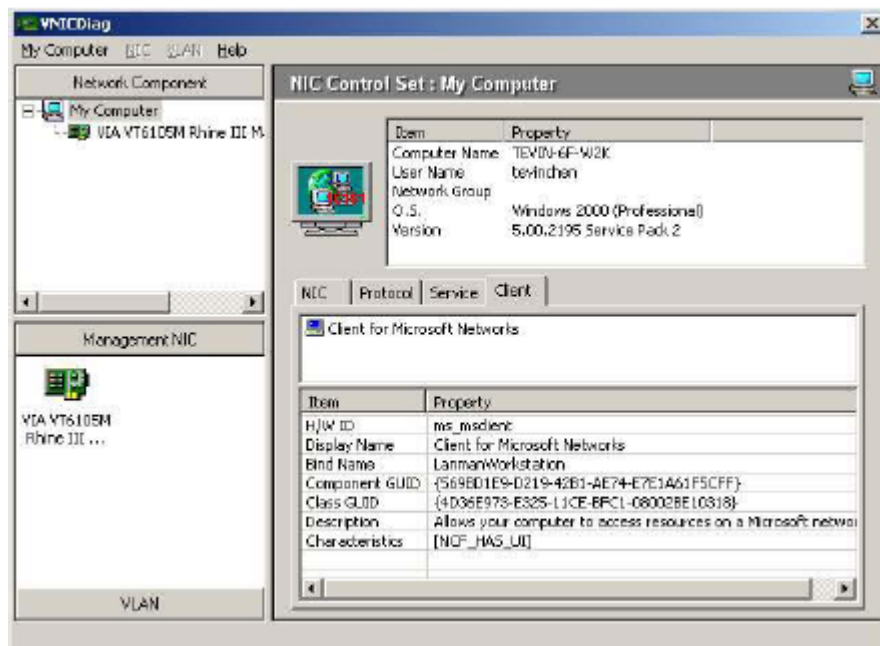 VNICDiag
My Computer NIC VLAN Help
Network Component
My Computer
VIA VT6105M Rhine III M
Management NIC
VIA VT6105M
Rhine III ...
VLAN
NIC Control Set : My Computer
Item Property
Computer Name TEVIN-6F-W2K
User Name tevinchen
Network Group
O.S. Windows 2000 (Professional)
Version 5.00.2195 Service Pack 2
NIC Protocol Service Client
Client for Microsoft Networks
Item Property
H/W ID ms_msclient
Display Name Client for Microsoft Networks
Bind Name LanmanWorkstation
Component GUID {569BD1E9-D219-42B1-AE74-E7E1A61F5CFF}
Class GUID {4D36E973-E325-11CE-BFC1-08002BE10318}
Description Allows your computer to access resources on a Microsoft networ
Characteristics [NCF_HAS_UI]